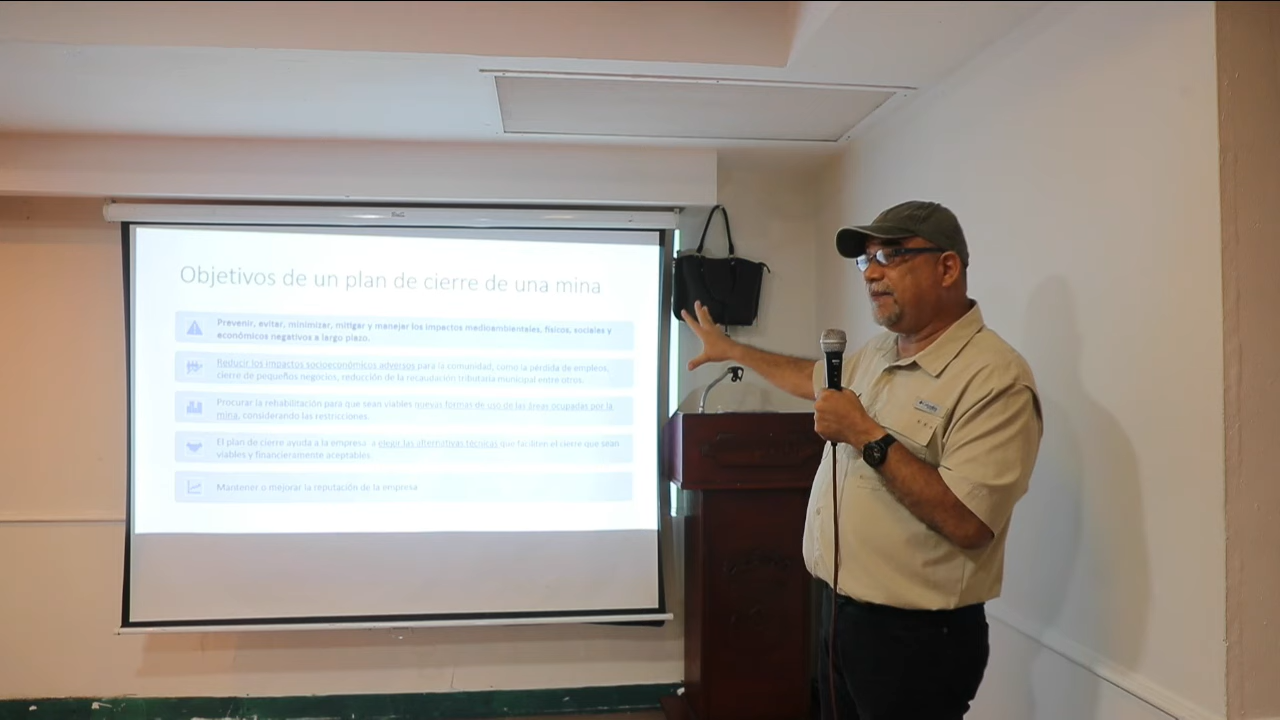 Objetivos de un plan de cierre de una mina
Prevenir, evitar, minimizar, mitigar y manejar los impactos medioambientales, físicos, sociales y
económicos negativos a largo plazo.
Reducir los impactos socioeconómicos adversos para la comunidad, como la pérdida de empleos,
cierre de pequeños negocio, reducción de la recaudación tributaria municipal entre otros.
Procurar la rehabilitación para que sean viables nuevas formas de uso de las áreas ocupadas por la
mina, considerando las restricciones.
El plan de cierre ayuda a la empresa a elegir las alternativas técnicas que faciliten el cierre que sean
viables y financieramente aceptables
Mantener o mejorar la reputación de la empresa